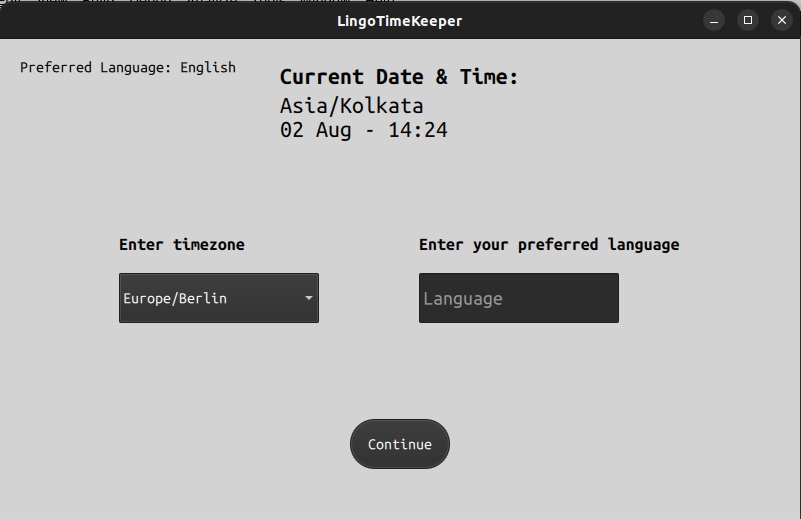 LingoTimeKeeper
Preferred Language: English
Current Date & Time:
Asia/Kolkata
02 Aug - 14:24
Enter timezone
Enter your preferred language
Europe/Berlin
Language
Continue